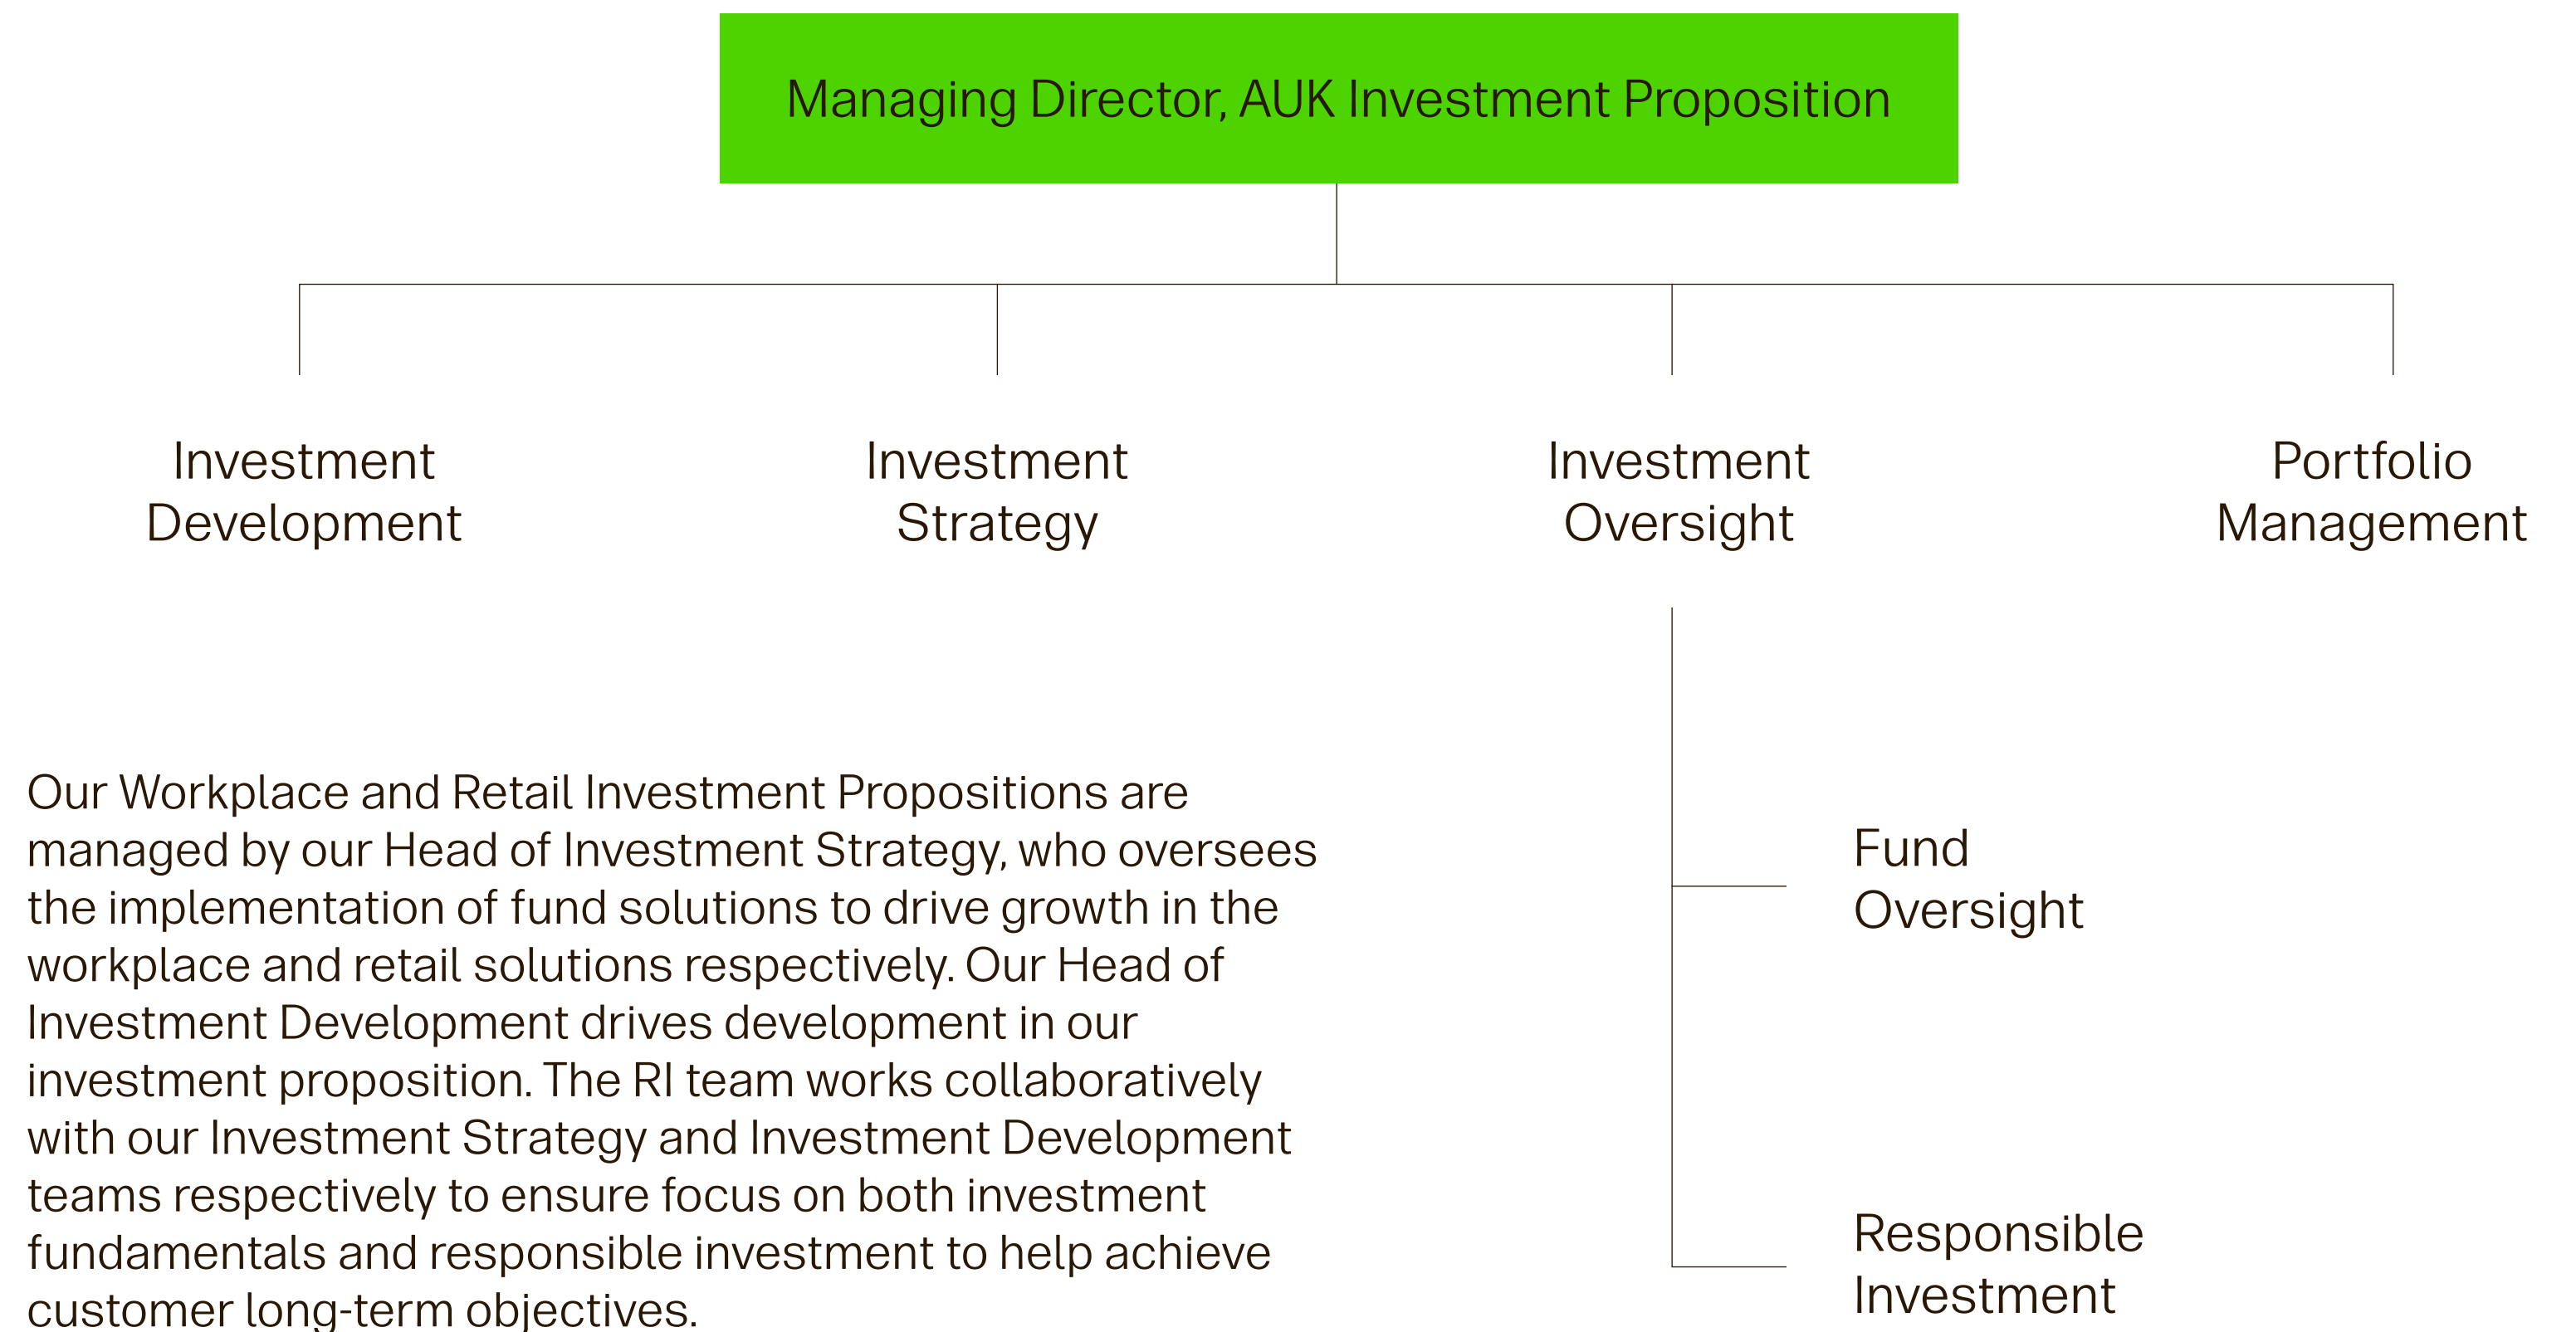 Managing Director, AUK Investment Proposition
Investment
Development
Investment
Strategy
Investment
Oversight
Portfolio
Management
Our Workplace and Retail Investment Propositions are
managed by our Head of Investment Strategy, who oversees
the implementation of fund solutions to drive growth in the
workplace and retail solutions respectively. Our Head of
Investment Development drives development in our
investment proposition. The RI team works collaboratively
with our Investment Strategy and Investment Development
teams respectively to ensure focus on both investment
fundamentals and responsible investment to help achieve
customer long-term objectives.
Fund
Oversight
Responsible
Investment